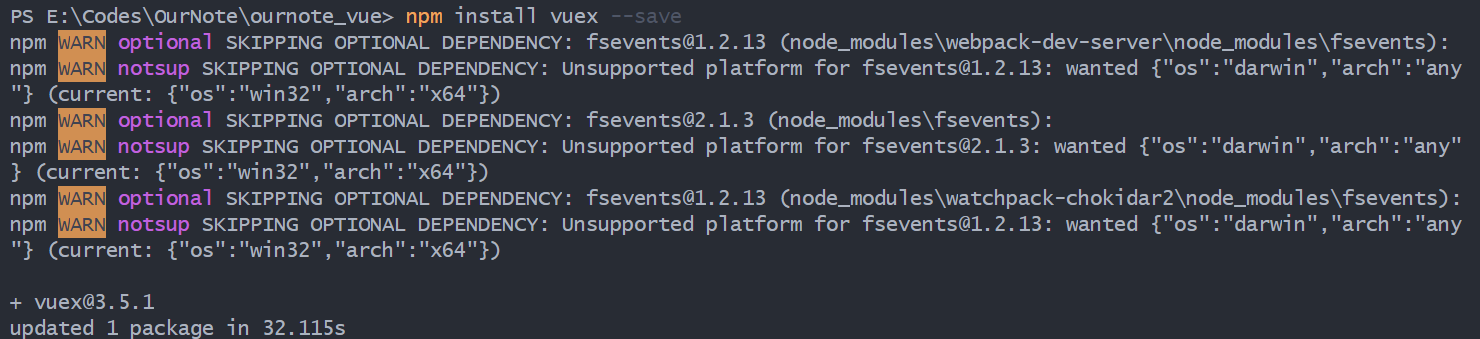 PS E:\Codes\OurNote\ournote_vue> npm install vuex --save
npm WARN optional SKIPPING OPTIONAL DEPENDENCY: fsevents@1.2.13 (node_modules\webpack-dev-server\node_modules\fsevents):
npm WARN notsup SKIPPING OPTIONAL DEPENDENCY: Unsupported platform for fsevents@1.2.13: wanted {"os":"darwin","arch":"any
"} (current: {"os":"win32","arch":"x64"})
npm WARN optional SKIPPING OPTIONAL DEPENDENCY: fsevents@2.1.3 (node_modules\fsevents):
npm WARN notsup SKIPPING OPTIONAL DEPENDENCY: Unsupported platform for fsevents@2.1.3: wanted {"os":"darwin","arch":"any"
} (current: {"os":"win32","arch":"x64"})
npm WARN optional SKIPPING OPTIONAL DEPENDENCY: fsevents@1.2.13 (node_modules\watchpack-chokidar2\node_modules\fsevents):
npm WARN notsup SKIPPING OPTIONAL DEPENDENCY: Unsupported platform for fsevents@1.2.13: wanted {"os":"darwin","arch":"any
"} (current: {"os":"win32","arch":"x64"})
+ vuex@3.5.1
updated 1 package in 32.115s